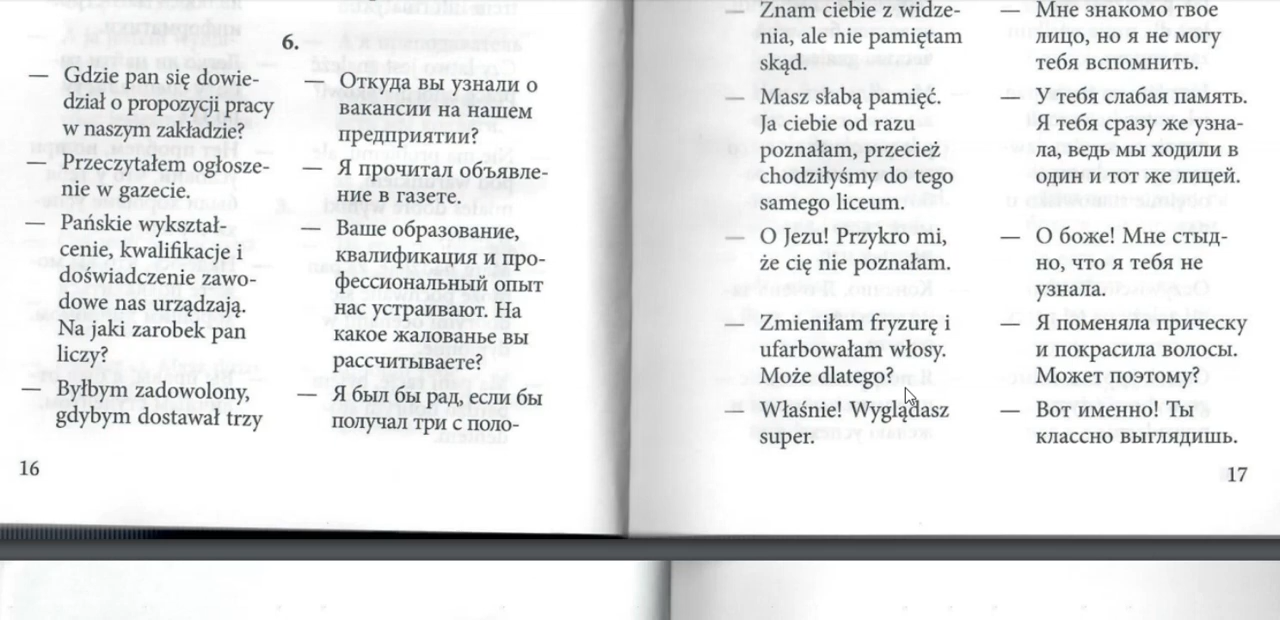 6.
— Gdzie pan się dowie-
dział o propozycji pracy
w naszym zakładzie?
— Przeczytałem ogłosze-
nie w gazecie.
— Pańskie wykształ-
cenie, kwalifikacje i
doświadczenie zawo-
dowe nas urządzają.
Na jaki zarobek pan
liczy?
— Byłbym zadowolony,
gdybym dostawał trzy
— Откуда вы узнали о
вакансии на нашем
предприятии?
— Я прочитал объявле-
ние в газете.
— Ваше образование,
квалификация и про-
фессиональный опыт
нас устраивают. На
какое жалованье вы
рассчитываете?
— Я был бы рад, если бы
получал три с поло-
16
— Znam ciebie z widze-
nia, ale nie pamiętam
skąd.
— Masz słabą pamięć.
Ja ciebie od razu
poznałam, przecież
chodziłyśmy do tego
samego liceum.
— O Jezu! Przykro mi,
że cię nie poznałam.
— Zmieniłam fryzurę i
ufarbowałam włosy.
Może dlatego?
— Właśnie! Wyglądasz
super.
— Мне знакомо твое
лицо, но я не могу
тебя вспомнить.
— У тебя слабая память.
Я тебя сразу же узна-
ла, ведь мы ходили в
один и тот же лицей.
— О боже! Мне стыд-
но, что я тебя не
узнала.
— Я поменяла прическу
и покрасила волосы.
Может поэтому?
— Вот именно! Ты
классно выглядишь.
17